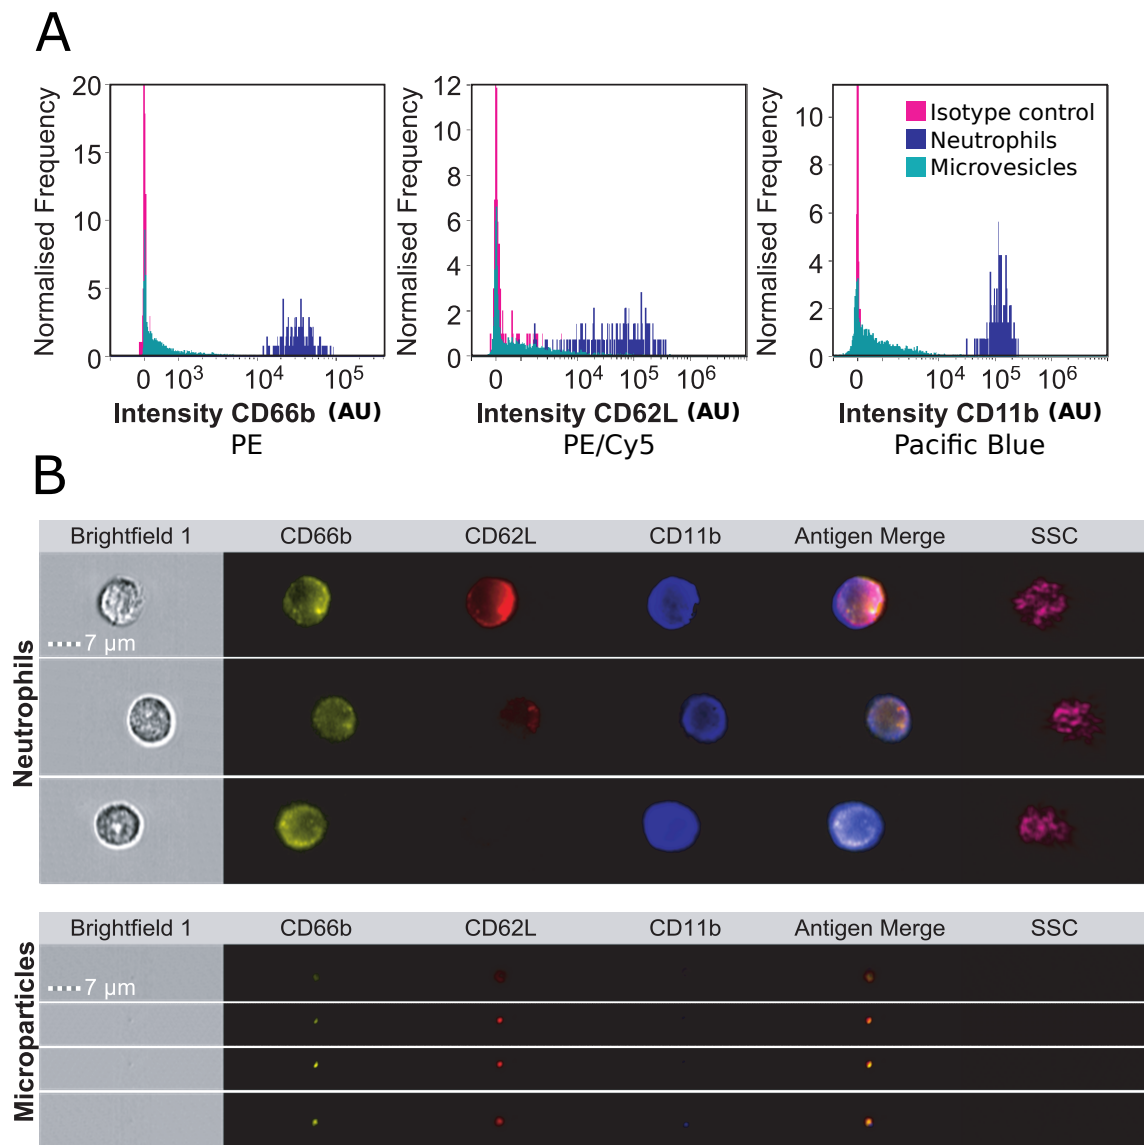 A
Normalised Frequency
20
15
10
5
0
0 10³ 10⁴ 10⁵
Intensity CD66b (AU)
PE
Normalised Frequency
12
10
8
6
4
2
0
0 10⁴ 10⁵ 10⁶
Intensity CD62L (AU)
PE/Cy5
Normalised Frequency
10
8
6
4
2
0
0 10⁴ 10⁵ 10⁶
Intensity CD11b (AU)
Pacific Blue
Isotype control
Neutrophils
Microvesicles
B
Brightfield 1 CD66b CD62L CD11b Antigen Merge SSC
Neutrophils
7 µm
Brightfield 1 CD66b CD62L CD11b Antigen Merge SSC
Microparticles
7 µm